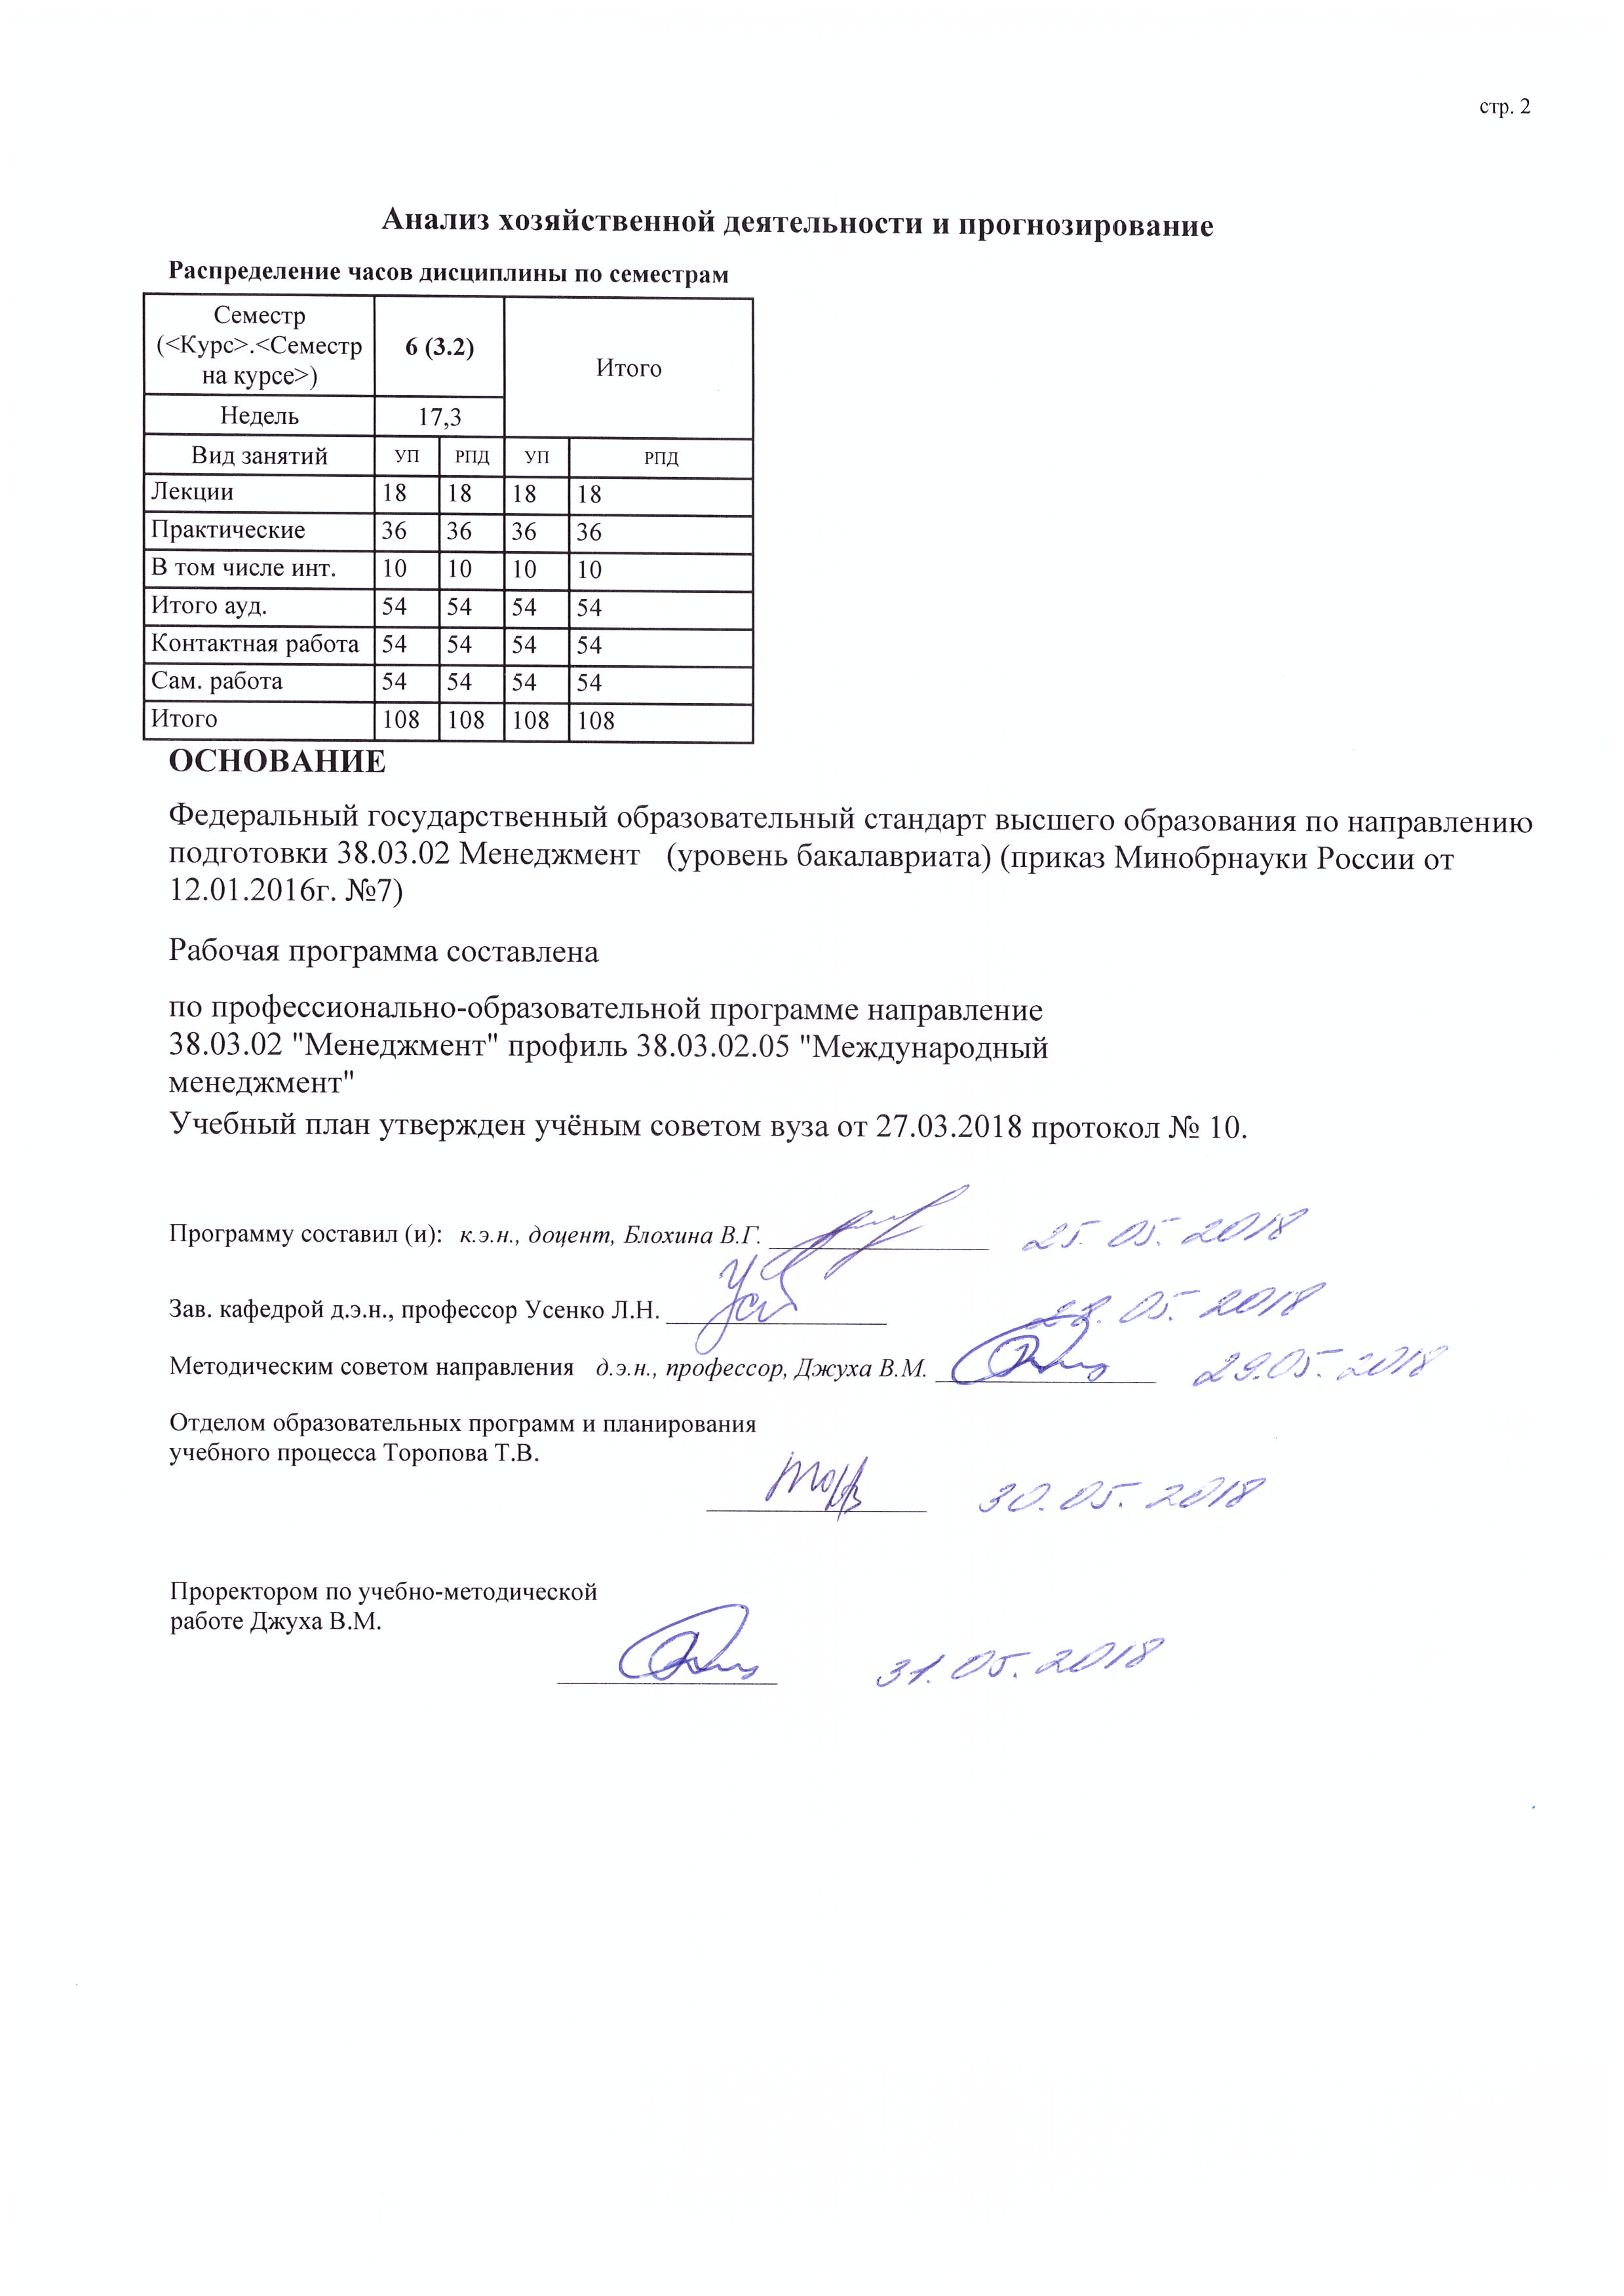 стр. 2
Анализ хозяйственной деятельности и прогнозирование
Распределение часов дисциплины по семестрам
Семестр
(<Курс>.<Семестр
на курсе>)
6 (3.2)
Итого
Недель 17,3
Вид занятий УП РПД УП РПД
Лекции 18 18 18 18
Практические 36 36 36 36
В том числе инт. 10 10 10 10
Итого ауд. 54 54 54 54
Контактная работа 54 54 54 54
Сам. работа 54 54 54 54
Итого 108 108 108 108
ОСНОВАНИЕ
Федеральный государственный образовательный стандарт высшего образования по направлению
подготовки 38.03.02 Менеджмент (уровень бакалавриата) (приказ Минобрнауки России от
12.01.2016г. №7)
Рабочая программа составлена
по профессионально-образовательной программе направление
38.03.02 "Менеджмент" профиль 38.03.02.05 "Международный
менеджмент"
Учебный план утвержден учёным советом вуза от 27.03.2018 протокол № 10.
Программу составил (и): к.э.н., доцент, Блохина В.Г. 25.05.2018
Зав. кафедрой д.э.н., профессор Усенко Л.Н. 28.05.2018
Методическим советом направления д.э.н., профессор, Джуха В.М. 29.05.2018
Отделом образовательных программ и планирования
учебного процесса Торопова Т.В.
30.05.2018
Проректором по учебно-методической
работе Джуха В.М.
31.05.2018